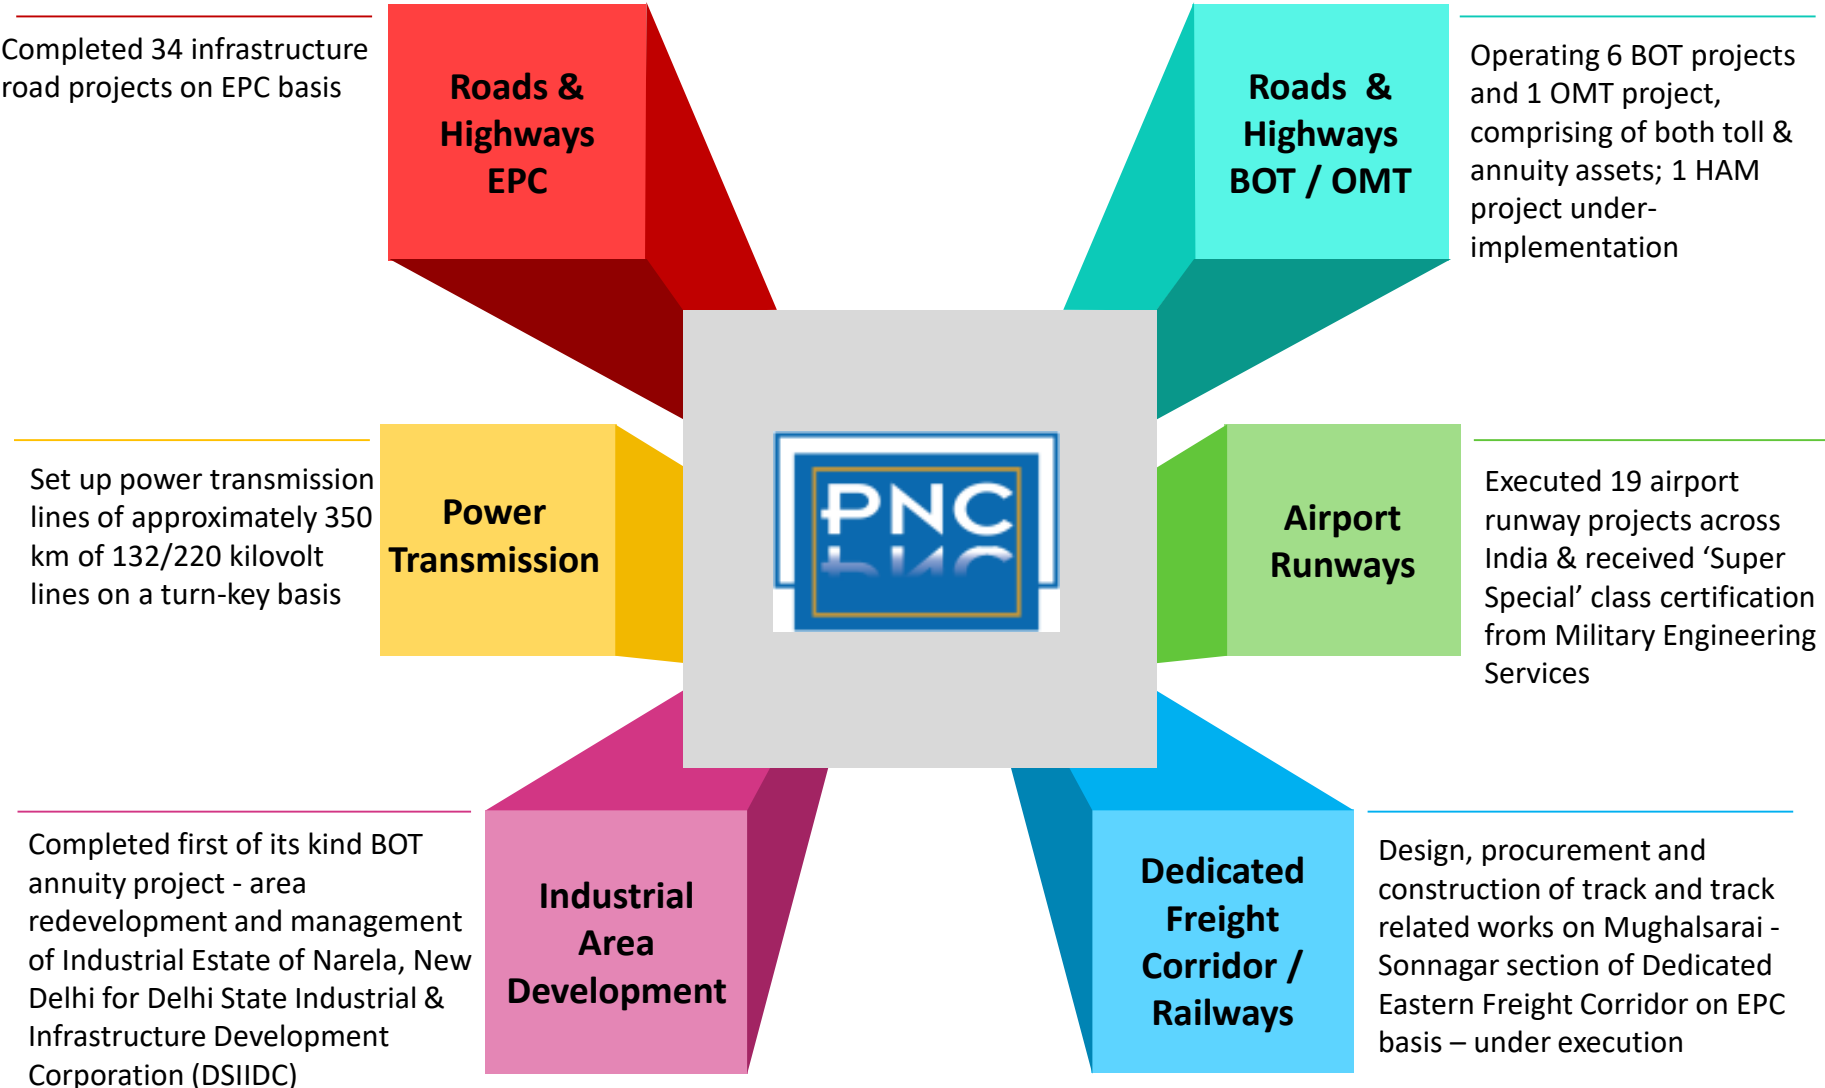 Completed 34 infrastructure
road projects on EPC basis
Roads &
Highways
EPC
Roads & 
Highways
BOT / OMT
Operating 6 BOT projects
and 1 OMT project,
comprising of both toll &
annuity assets; 1 HAM
project under-
implementation
Set up power transmission
lines of approximately 350
km of 132/220 kilovolt
lines on a turn-key basis
Power
Transmission
PNC
Airport
Runways
Executed 19 airport
runway projects across
India & received ‘Super
Special’ class certification
from Military Engineering
Services
Completed first of its kind BOT
annuity project - area
redevelopment and management
of Industrial Estate of Narela, New
Delhi for Delhi State Industrial &
Infrastructure Development
Corporation (DSIIDC)
Industrial
Area
Development
Dedicated
Freight
Corridor /
Railways
Design, procurement and
construction of track and track
related works on Mughalsarai -
Sonnagar section of Dedicated
Eastern Freight Corridor on EPC
basis – under execution